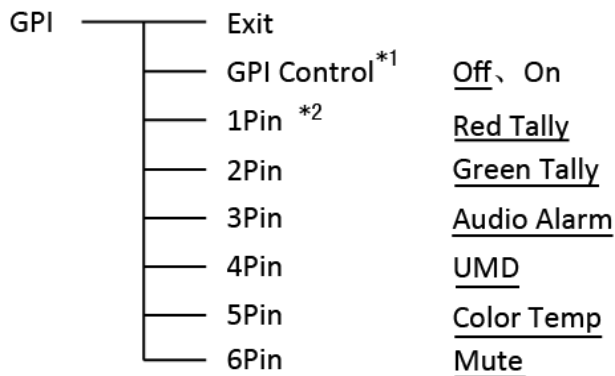 GPI Exit
GPI Control*1 Off、On
1Pin *2 Red Tally
2Pin Green Tally
3Pin Audio Alarm
4Pin UMD
5Pin Color Temp
6Pin Mute